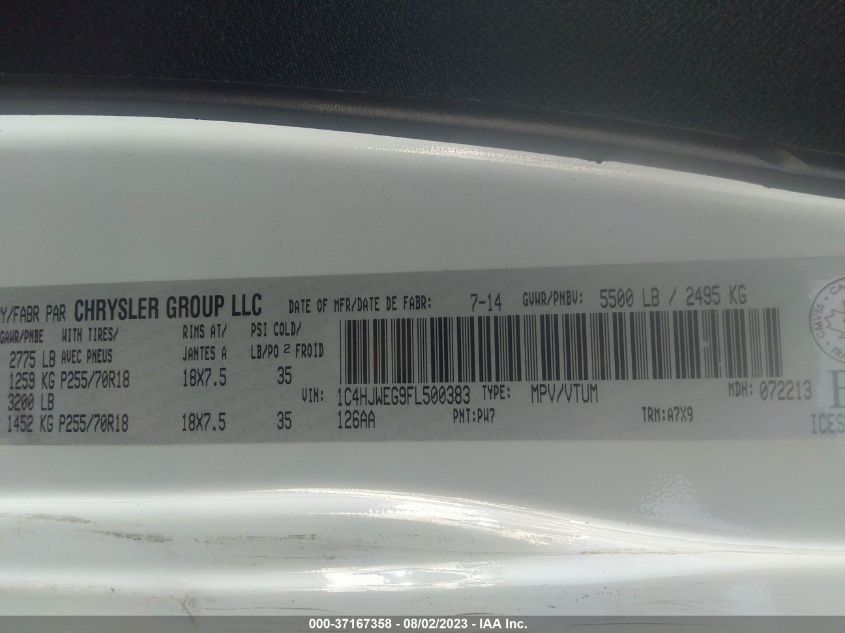 Y/FABR PAR CHRYSLER GROUP LLC DATE OF MFR/DATE DE FABR: 7-14 GVWR/PNBV: 5500 LB / 2495 KG
GAWR/PNBE WITH TIRES/ RIMS AT/ PSI COLD/
2775 LB AVEC PNEUS JANTES A LB/PO 2 FROID
1259 KG P255/70R18 18X7.5 35
3200 LB
1452 KG P255/70R18 18X7.5 35
VIN: 1C4HJWEG9FL500383 TYPE: MPV/VTUM MDH: 072213
126AA PNT: PW7 TRM: A7X9
CMVSS
ICES
000-37167358 - 08/02/2023 - IAA Inc.